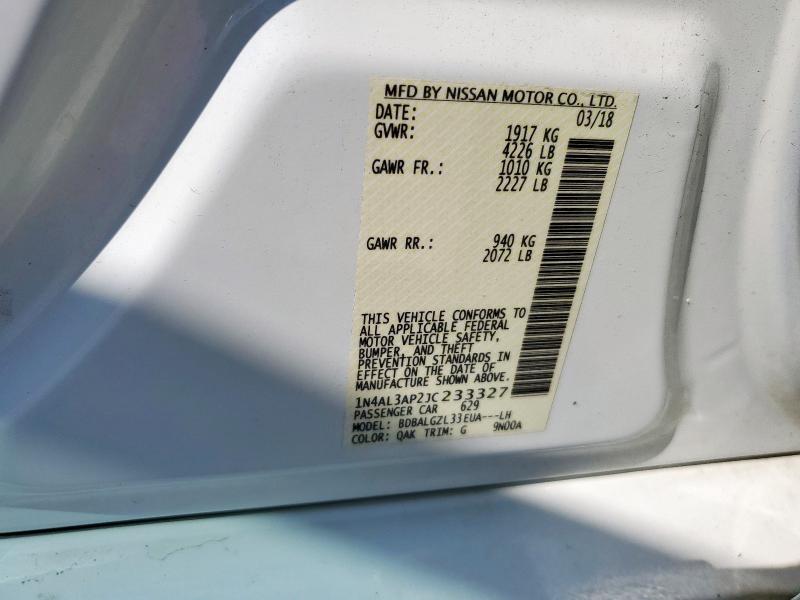 MFD BY NISSAN MOTOR CO., LTD.
DATE: 03/18
GVWR: 1917 KG
4226 LB
GAWR FR.: 1010 KG
2227 LB
GAWR RR.: 940 KG
2072 LB
THIS VEHICLE CONFORMS TO
ALL APPLICABLE FEDERAL
MOTOR VEHICLE SAFETY,
BUMPER, AND THEFT
PREVENTION STANDARDS IN
EFFECT ON THE DATE OF
MANUFACTURE SHOWN ABOVE.
1N4AL3AP2JC233327
PASSENGER CAR 629
MODEL: BDBALGZL33EUA---LH
COLOR: QAK TRIM: G 9N00A